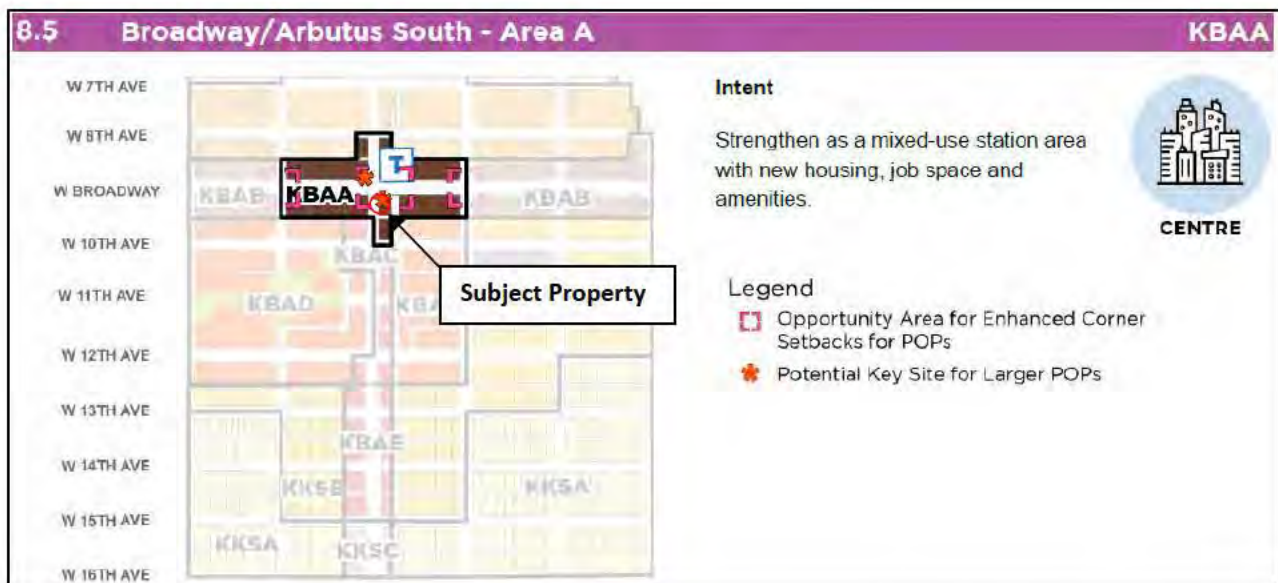 8.5 Broadway/Arbutus South - Area A KBAA
W 7TH AVE
W 8TH AVE
W BROADWAY
W 10TH AVE
W 11TH AVE
W 12TH AVE
W 13TH AVE
W 14TH AVE
W 15TH AVE
W 16TH AVE
T
KBAB
KBAA
KBAB
KBAC
KBAD
KBAE
KKSB
KKSA
KKSA
KKSC
Subject Property
Intent
Strengthen as a mixed-use station area
with new housing, job space and
amenities.
CENTRE
Legend
Opportunity Area for Enhanced Corner
Setbacks for POPs
Potential Key Site for Larger POPs